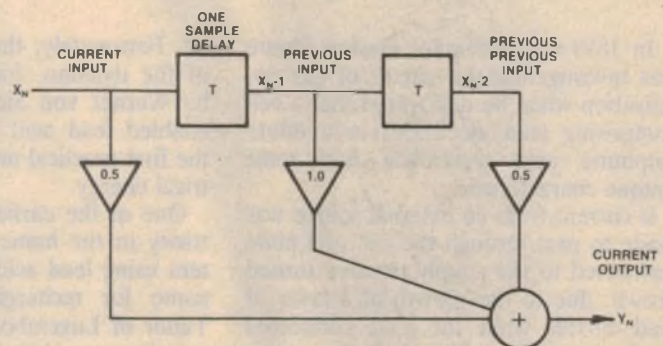 ONE
SAMPLE
DELAY
CURRENT
INPUT
PREVIOUS
INPUT
PREVIOUS
PREVIOUS
INPUT
X_N
T
X_N-1
T
X_N-2
0.5
1.0
0.5
CURRENT
OUTPUT
+
Y_N